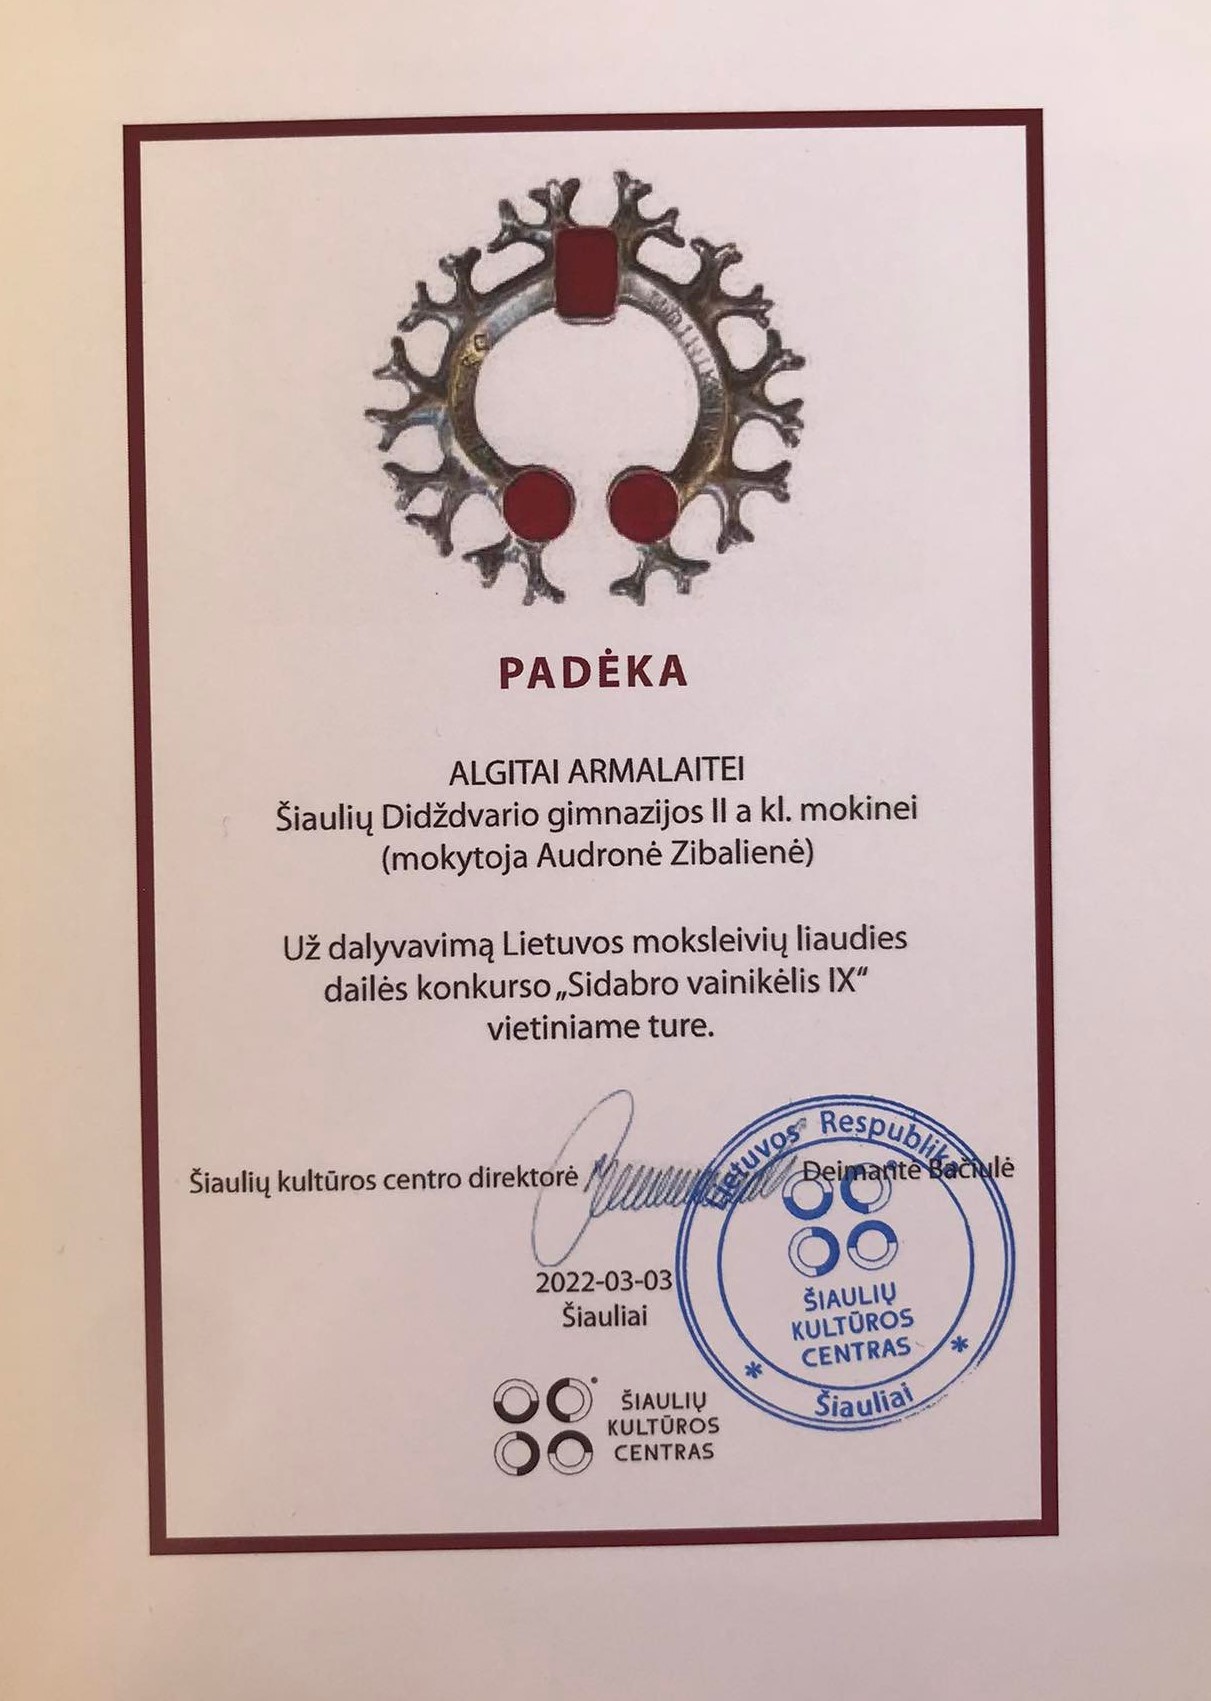 PADĖKA
ALGITAI ARMALAITEI
Šiaulių Didždvario gimnazijos II a kl. mokinei
(mokytoja Audronė Zibalienė)
Už dalyvavimą Lietuvos moksleivių liaudies
dailės konkurso „Sidabro vainikėlis IX“
vietiniame ture.
Šiaulių kultūros centro direktorė Deimantė Bačiulė
2022-03-03
Šiauliai
ŠIAULIŲ
KULTŪROS
CENTRAS
Lietuvos Respublika
ŠIAULIŲ
KULTŪROS
CENTRAS
* Šiauliai *